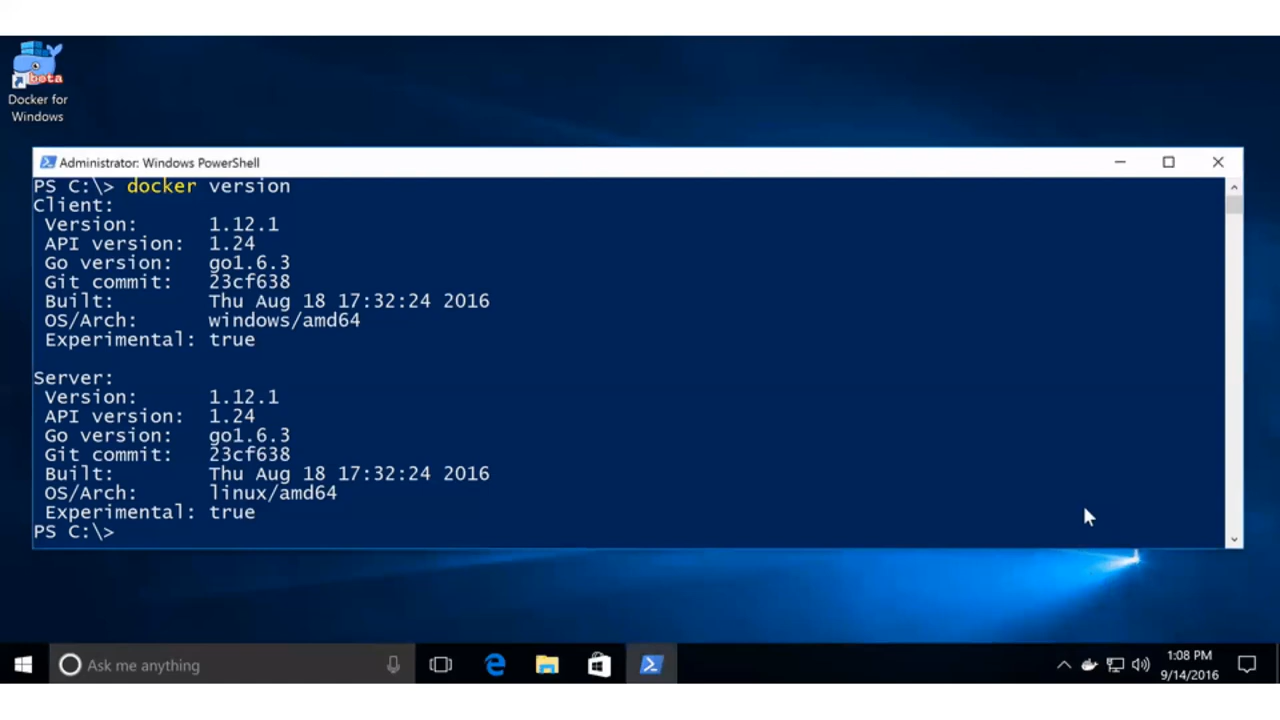 beta
Docker for
Windows
Administrator: Windows PowerShell
PS C:\> docker version
Client:
Version: 1.12.1
API version: 1.24
Go version: go1.6.3
Git commit: 23cf638
Built: Thu Aug 18 17:32:24 2016
OS/Arch: windows/amd64
Experimental: true
Server:
Version: 1.12.1
API version: 1.24
Go version: go1.6.3
Git commit: 23cf638
Built: Thu Aug 18 17:32:24 2016
OS/Arch: linux/amd64
Experimental: true
PS C:\>
Ask me anything
1:08 PM
9/14/2016